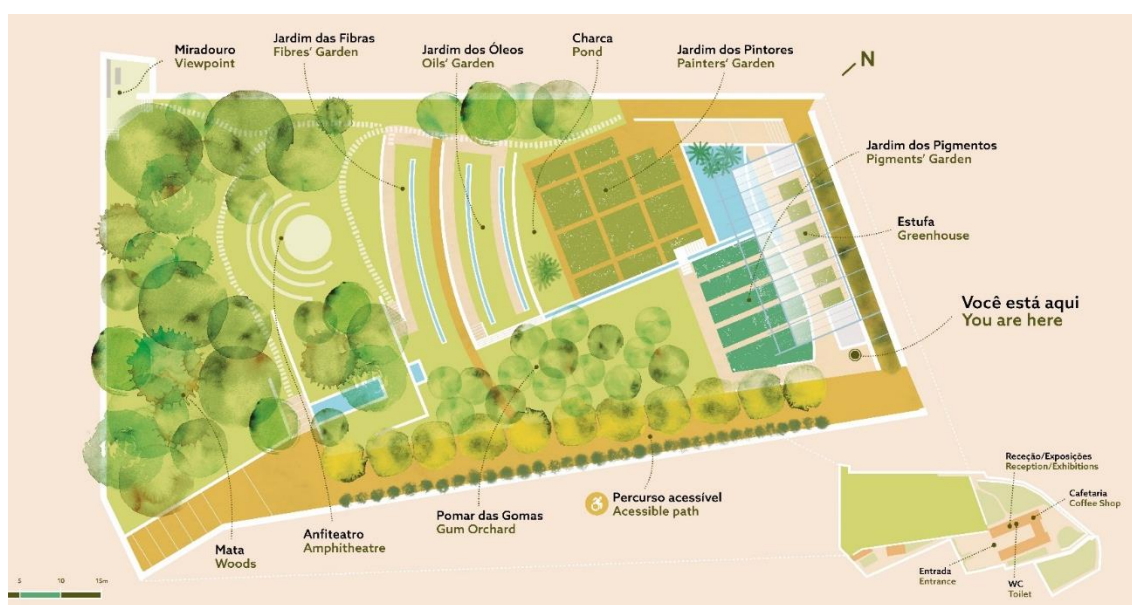 Miradouro
Viewpoint
Jardim das Fibras
Fibres' Garden
Jardim dos Óleos
Oils' Garden
Charca
Pond
Jardim dos Pintores
Painters' Garden
N
Jardim dos Pigmentos
Pigments' Garden
Estufa
Greenhouse
Você está aqui
You are here
Receção/Exposições
Reception/Exhibitions
Cafetaria
Coffee Shop
Percurso acessível
Acessible path
Pomar das Gomas
Gum Orchard
Anfiteatro
Amphitheatre
Mata
Woods
Entrada
Entrance
WC
Toilet
5 10 15m